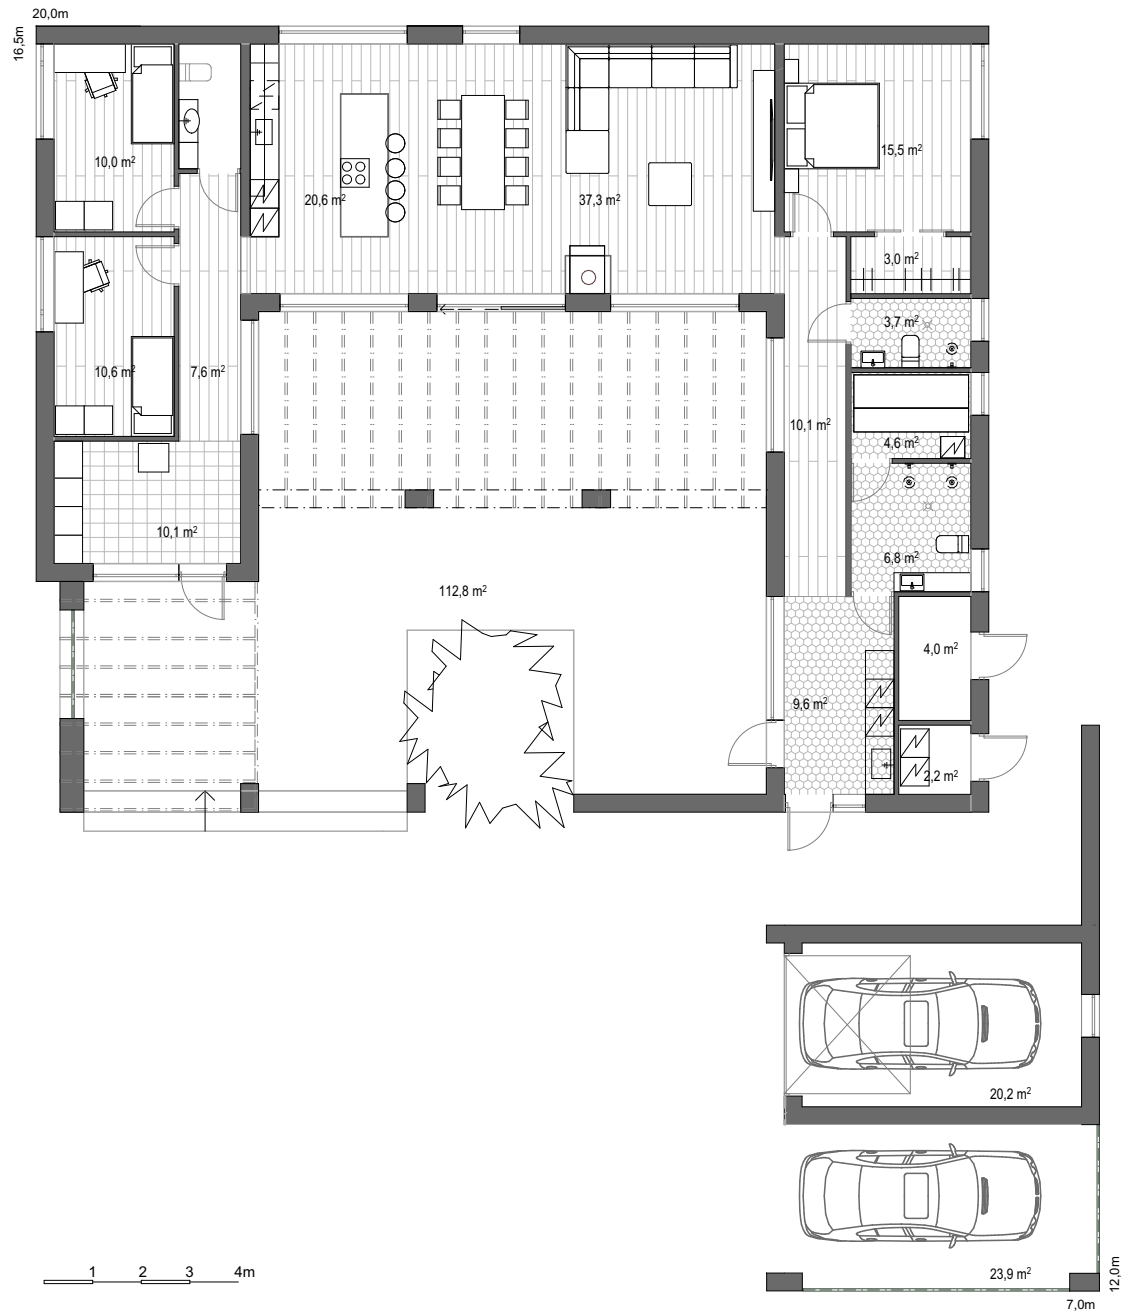 20,0m
16,5m
10,0 m²
20,6 m²
37,3 m²
15,5 m²
3,0 m²
3,7 m²
10,6 m²
7,6 m²
10,1 m²
4,6 m²
10,1 m²
6,8 m²
112,8 m²
4,0 m²
9,6 m²
2,2 m²
20,2 m²
23,9 m²
1 2 3 4m
12,0m
7,0m